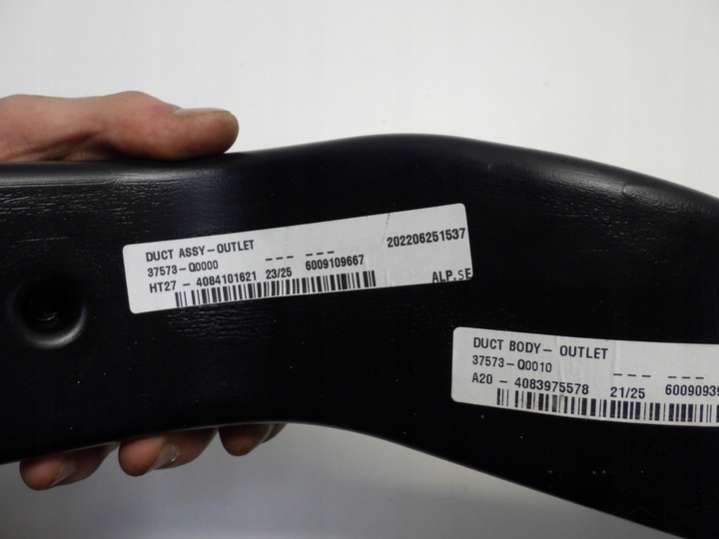 DUCT ASSY-OUTLET
37573-Q0000 --- --- 202206251537
HT27 - 4084101621 23/25 6009109667
ALP.SF
DUCT BODY- OUTLET
37573-Q0010 --- ---
A20 - 4083975578 21/25